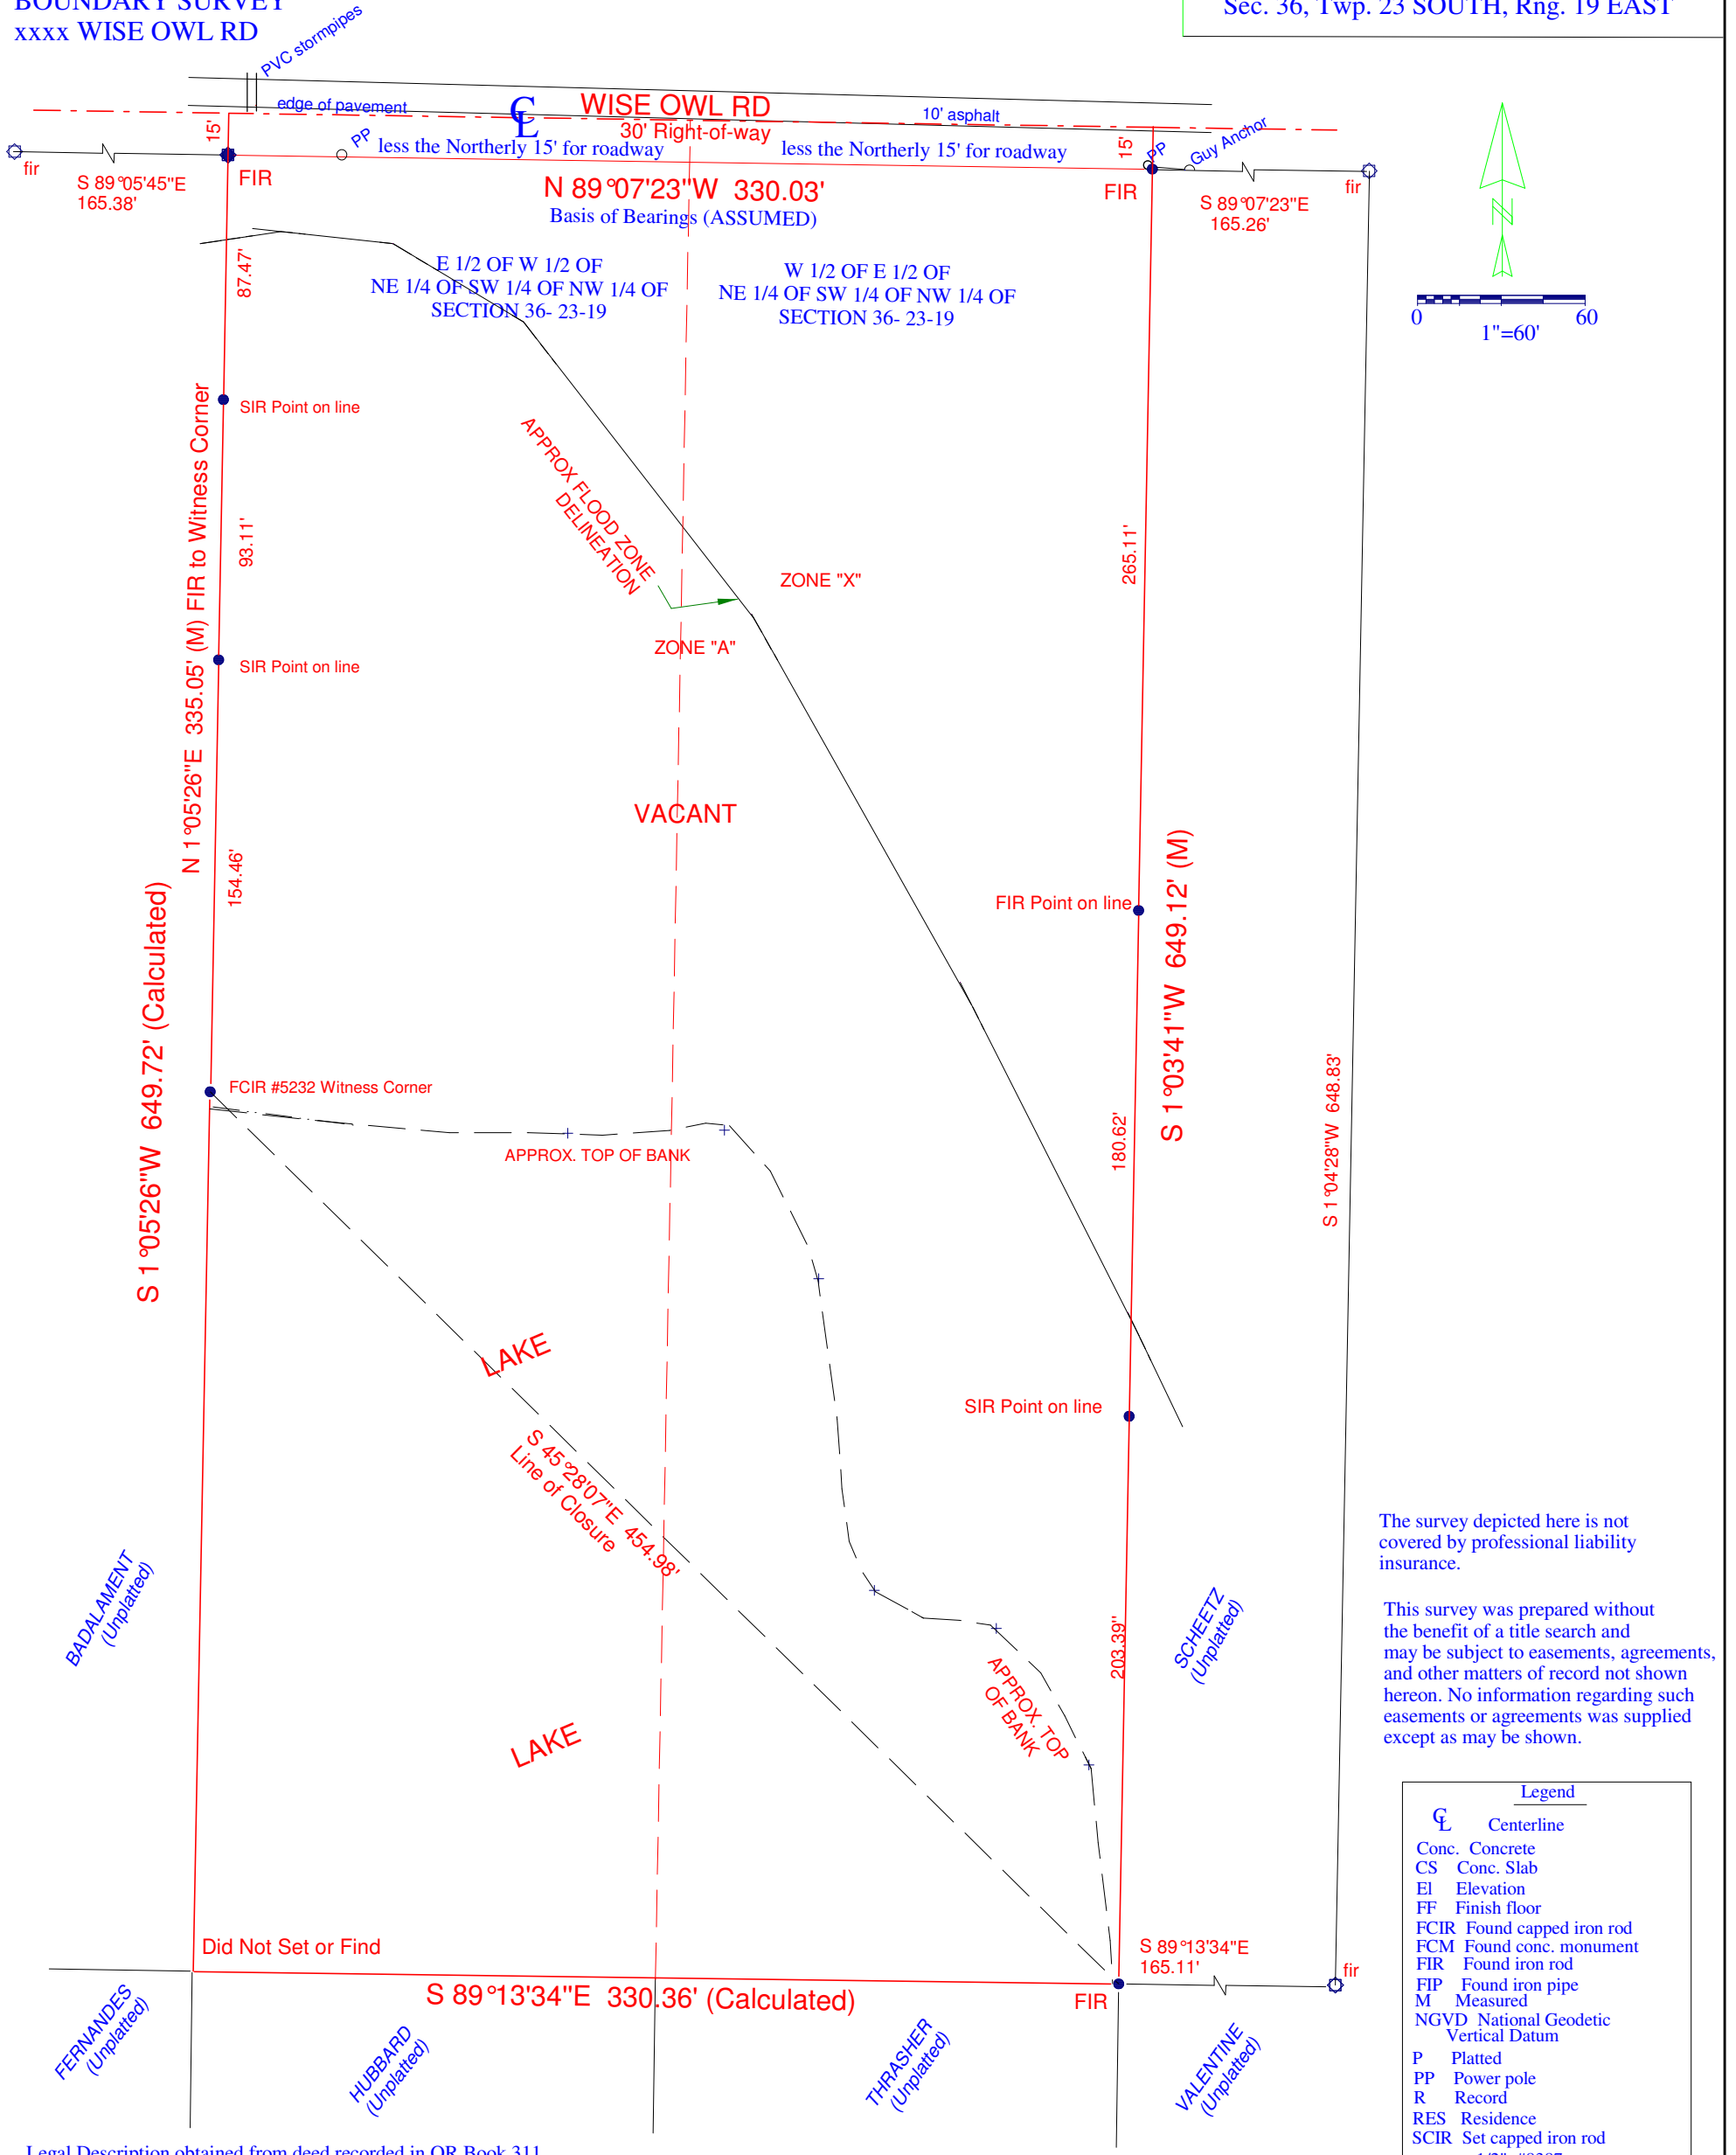 BOUNDARY SURVEY
xxxx WISE OWL RD
Sec. 36, Twp. 23 SOUTH, Rng. 19 EAST
PVC stormpipes
edge of pavement
CL
WISE OWL RD
30' Right-of-way
10' asphalt
15'
PP
less the Northerly 15' for roadway
less the Northerly 15' for roadway
15'
PP
Guy Anchor
fir
S 89°05'45"E
165.38'
FIR
N 89°07'23"W 330.03'
Basis of Bearings (ASSUMED)
FIR
S 89°07'23"E
165.26'
fir
N
0
60
1"=60'
87.47'
E 1/2 OF W 1/2 OF
NE 1/4 OF SW 1/4 OF NW 1/4 OF
SECTION 36- 23-19
W 1/2 OF E 1/2 OF
NE 1/4 OF SW 1/4 OF NW 1/4 OF
SECTION 36- 23-19
SIR Point on line
N 1°05'26"E 335.05' (M) FIR to Witness Corner
93.11'
APPROX FLOOD ZONE
DELINEATION
265.11'
ZONE "X"
ZONE "A"
SIR Point on line
VACANT
154.46'
S 1°05'26"W 649.72' (Calculated)
FIR Point on line
S 1°03'41"W 649.12' (M)
FCIR #5232 Witness Corner
APPROX. TOP OF BANK
180.62'
S 1°04'28"W 648.83'
LAKE
SIR Point on line
S 45°28'07"E 454.98'
Line of Closure
BADALAMENT
(Unplatted)
203.39"
SCHEETZ
(Unplatted)
APPROX. TOP
OF BANK
LAKE
The survey depicted here is not
covered by professional liability
insurance.
This survey was prepared without
the benefit of a title search and
may be subject to easements, agreements,
and other matters of record not shown
hereon. No information regarding such
easements or agreements was supplied
except as may be shown.
Did Not Set or Find
S 89°13'34"E 330.36' (Calculated)
FIR
S 89°13'34"E
165.11'
fir
FERNANDES
(Unplatted)
HUBBARD
(Unplatted)
THRASHER
(Unplatted)
VALENTINE
(Unplatted)
Legend
CL Centerline
Conc. Concrete
CS Conc. Slab
El Elevation
FF Finish floor
FCIR Found capped iron rod
FCM Found conc. monument
FIR Found iron rod
FIP Found iron pipe
M Measured
NGVD National Geodetic
Vertical Datum
P Platted
PP Power pole
R Record
RES Residence
SCIR Set capped iron rod
Legal Description obtained from deed recorded in OR Book 311